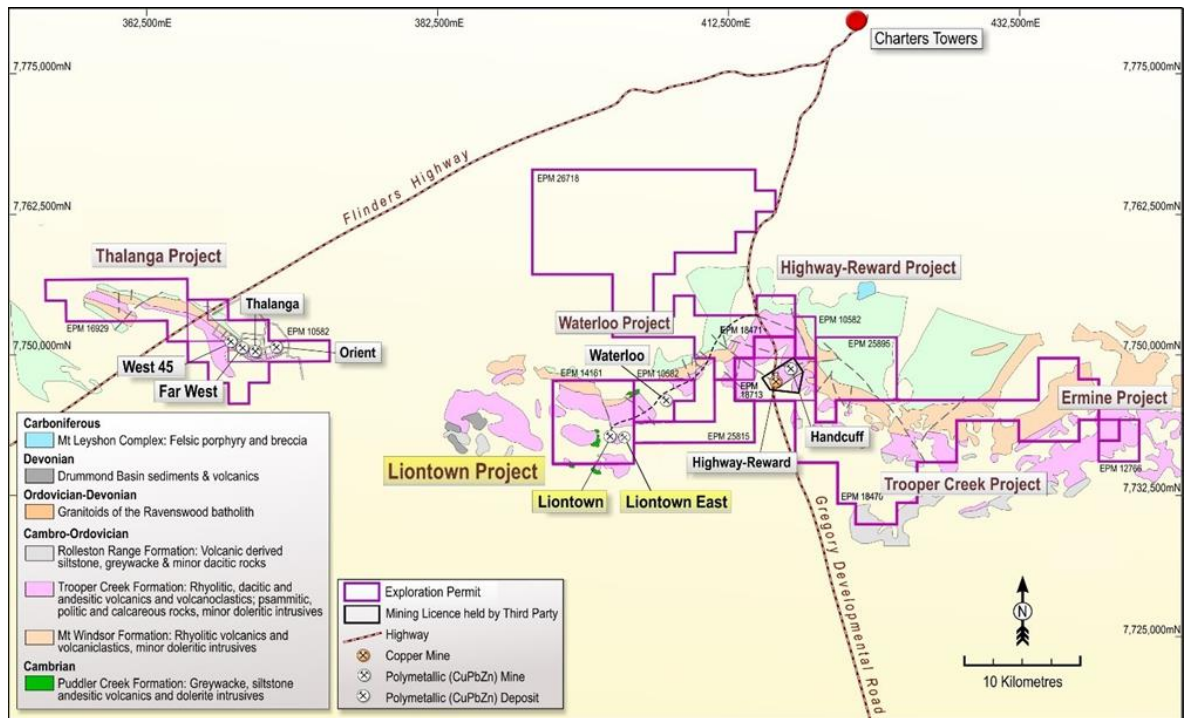 362,500mE
382,500mE
412,500mE
432,500mE
Charters Towers
7,775,000mN
7,775,000mN
Flinders Highway
EPM 26718
7,762,500mN
7,762,500mN
Thalanga Project
Highway-Reward Project
Thalanga
EPM 16929
EPM 10582
Waterloo Project
EPM 18471
EPM 10582
EPM 25895
7,750,000mN
7,750,000mN
West 45
Orient
Waterloo
Far West
EPM 14161
EPM 10582
EPM
18713
Ermine Project
EPM 25815
Handcuff
Highway-Reward
Liontown Project
Trooper Creek Project
EPM 12766
Liontown
Liontown East
EPM 18470
7,732,500mN
Gregory Developmental Road
7,725,000mN
Carboniferous
Mt Leyshon Complex: Felsic porphyry and breccia
Devonian
Drummond Basin sediments & volcanics
Ordovician-Devonian
Granitoids of the Ravenswood batholith
Cambro-Ordovician
Rolleston Range Formation: Volcanic derived
siltstone, greywacke & minor dacitic rocks
Trooper Creek Formation: Rhyolitic, dacitic and
andesitic volcanics and volcanoclastics; psammitic,
politic and calcareous rocks, minor doleritic intrusives
Mt Windsor Formation: Rhyolitic volcanics and
volcaniclastics, minor doleritic intrusives
Cambrian
Puddler Creek Formation: Greywacke, siltstone
andesitic volcanics and dolerite intrusives
Exploration Permit
Mining Licence held by Third Party
Highway
Copper Mine
Polymetallic (CuPbZn) Mine
Polymetallic (CuPbZn) Deposit
N
10 Kilometres